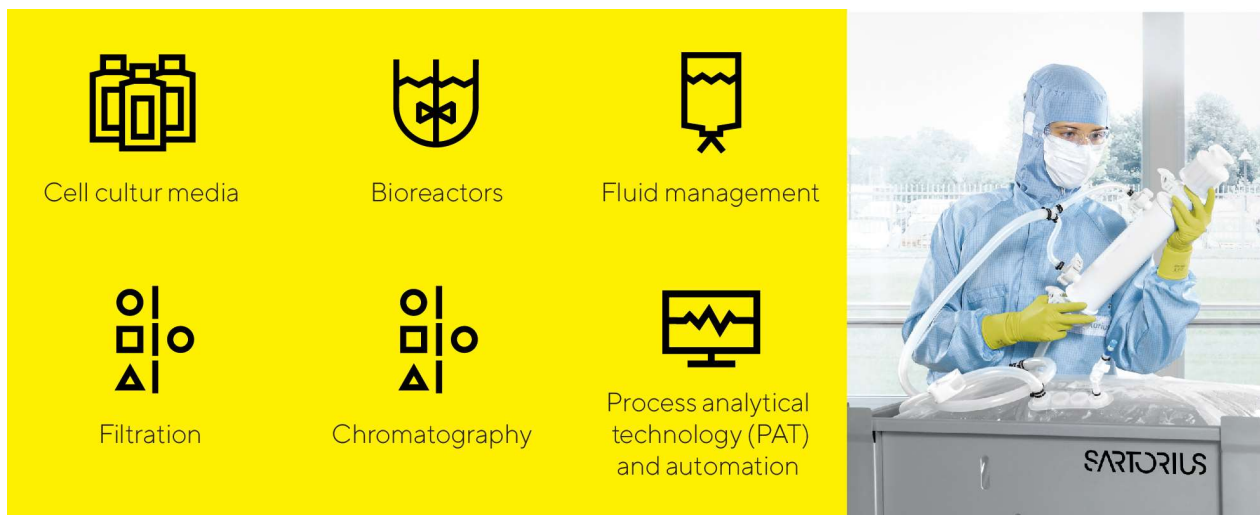 Cell cultur media
Bioreactors
Fluid management
Filtration
Chromatography
Process analytical
technology (PAT)
and automation
SARTORIUS